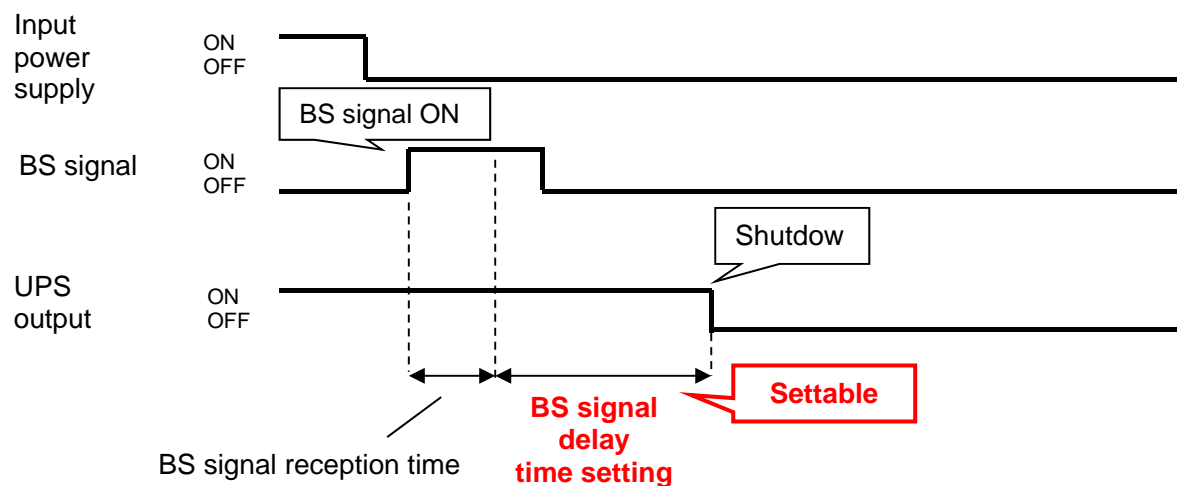 Input
power
supply
ON
OFF
BS signal ON
BS signal
ON
OFF
Shutdow
UPS
output
ON
OFF
Settable
BS signal
delay
time setting
BS signal reception time